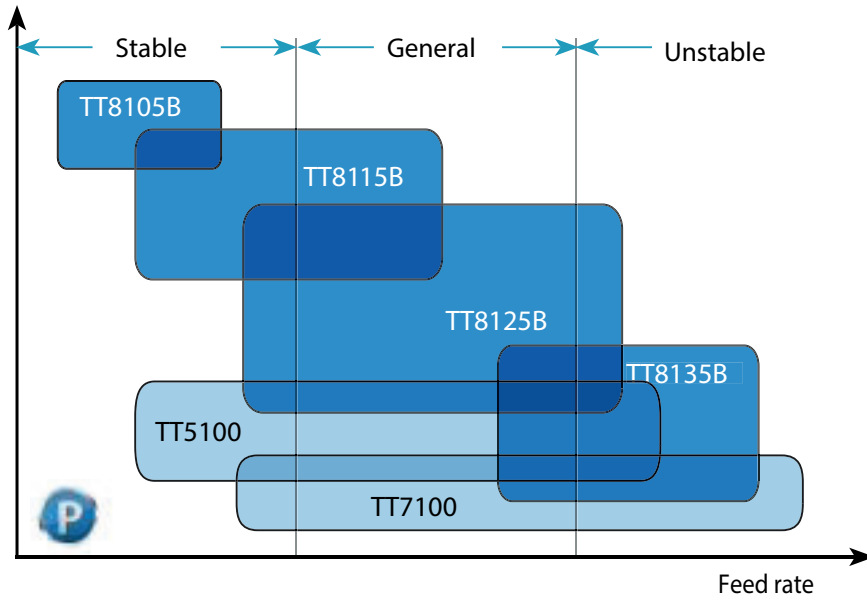 Stable
General
Unstable
TT8105B
TT8115B
TT8125B
TT8135B
TT5100
TT7100
P
Feed rate